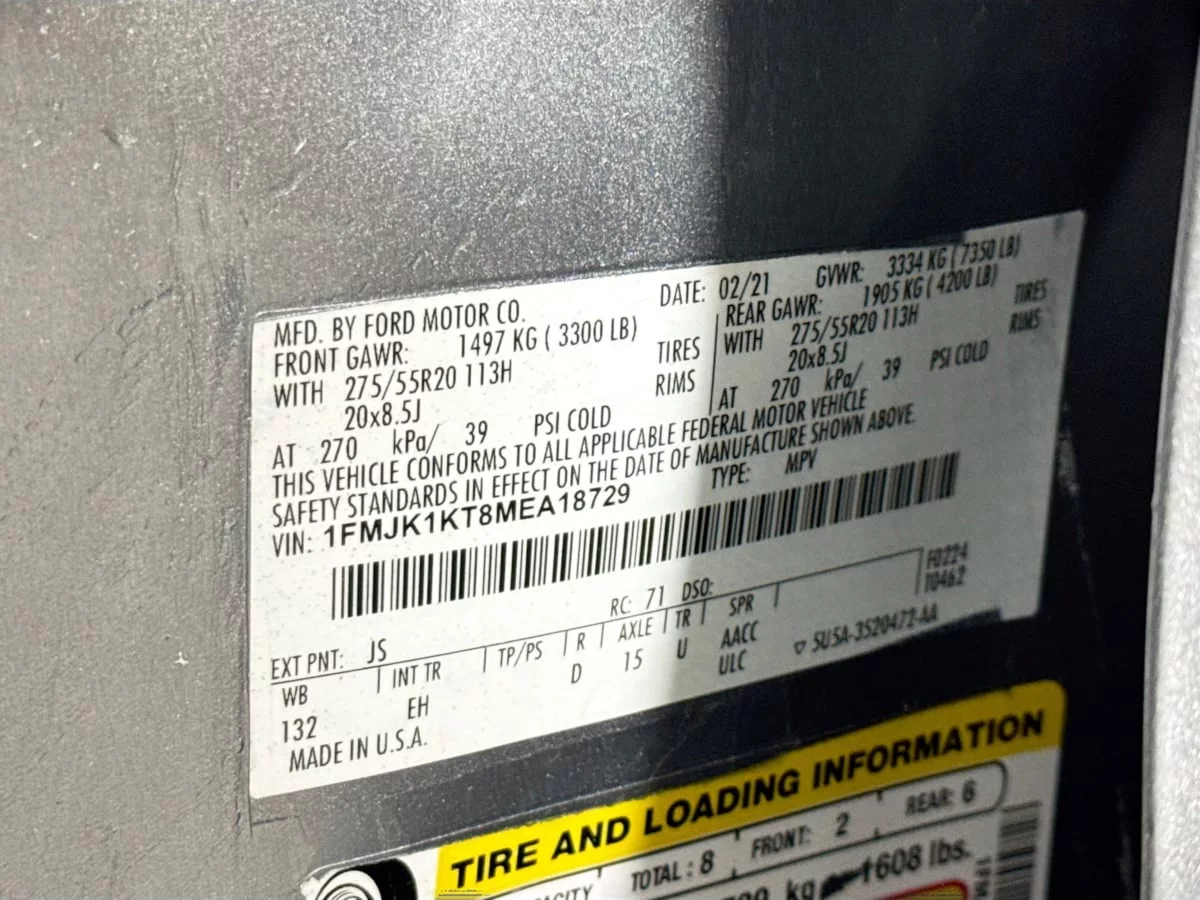 MFD. BY FORD MOTOR CO.
DATE: 02/21 GVWR: 3334 KG ( 7350 LB)
FRONT GAWR: 1497 KG ( 3300 LB)
REAR GAWR: 1905 KG ( 4200 LB)
WITH 275/55R20 113H TIRES
WITH 275/55R20 113H TIRES
20x8.5J RIMS
20x8.5J RIMS
AT 270 kPa/ 39 PSI COLD
AT 270 kPa/ 39 PSI COLD
THIS VEHICLE CONFORMS TO ALL APPLICABLE FEDERAL MOTOR VEHICLE
SAFETY STANDARDS IN EFFECT ON THE DATE OF MANUFACTURE SHOWN ABOVE.
VIN: 1FMJK1KT8MEA18729 TYPE: MPV
F0224
T0462
EXT PNT: JS RC: 71 DSO:
WB INT TR TP/PS R AXLE TR SPR
132 EH D 15 U AACC
ULC
5U5A-3520472-AA
MADE IN U.S.A.
TIRE AND LOADING INFORMATION
TOTAL : 8 FRONT: 2 REAR: 6
kg 1608 lbs.